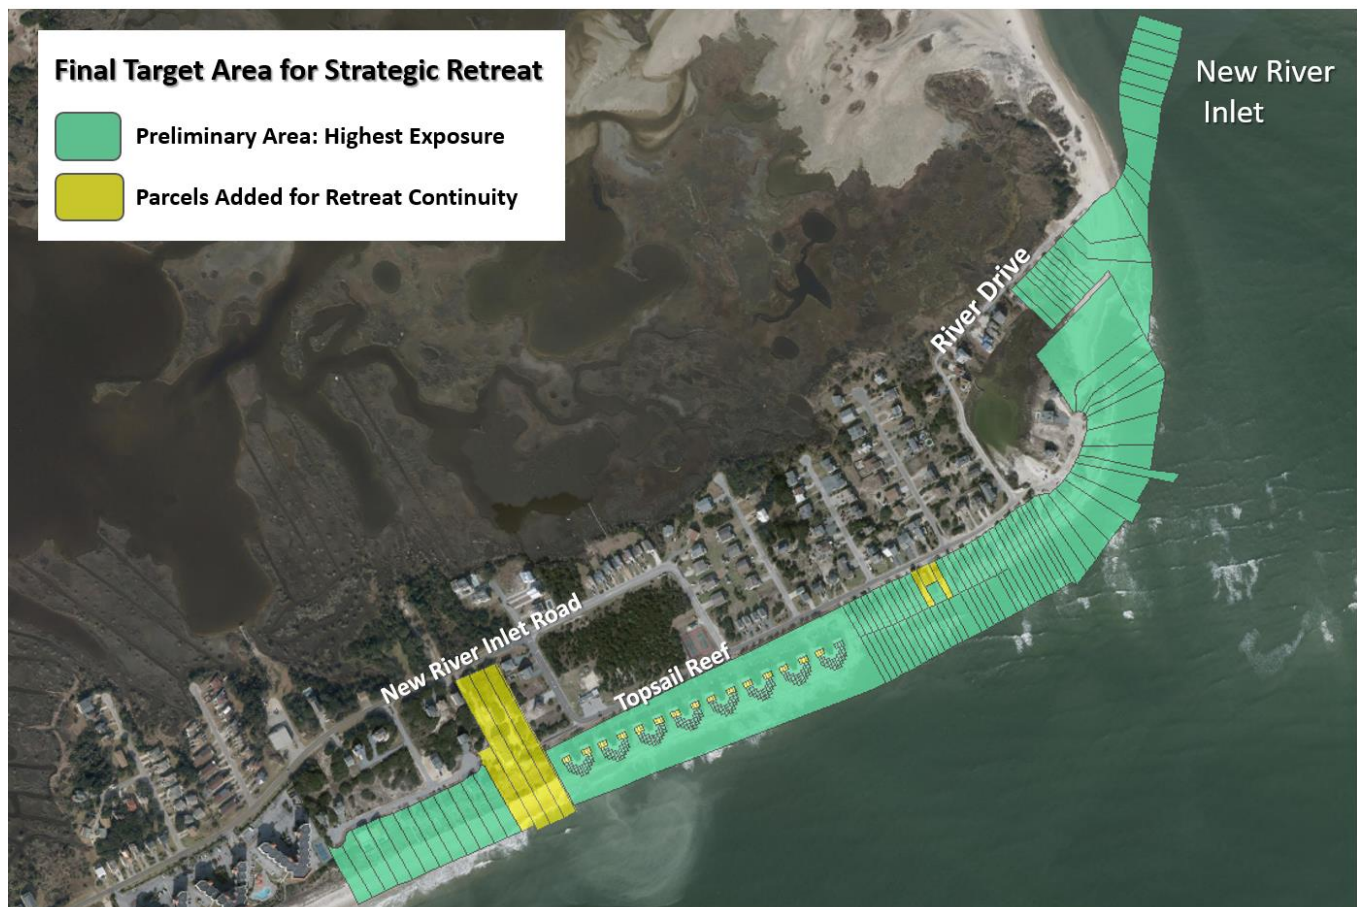 Final Target Area for Strategic Retreat
Preliminary Area: Highest Exposure
Parcels Added for Retreat Continuity
New River
Inlet
River Drive
New River Inlet Road
Topsail Reef